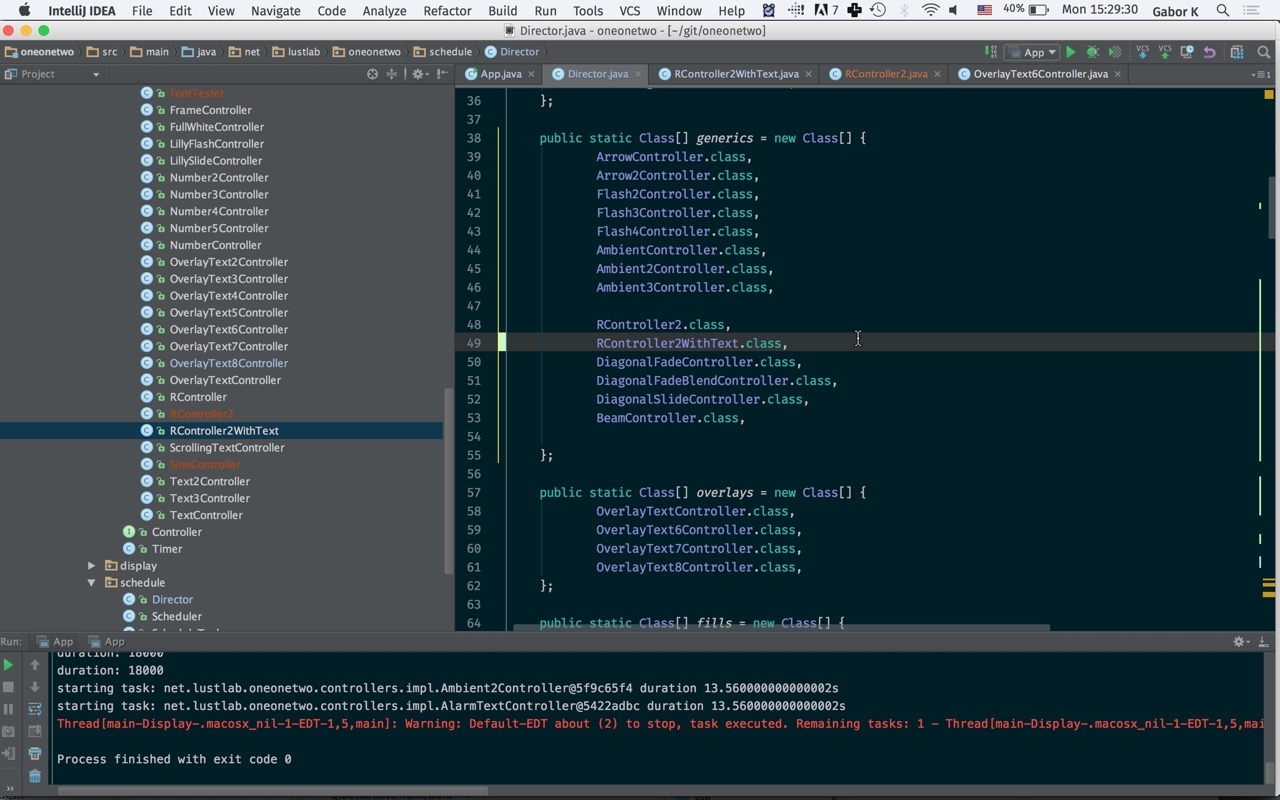 IntelliJ IDEA File Edit View Navigate Code Analyze Refactor Build Run Tools VCS Window Help 7 40% Mon 15:29:30 Gabor K
Director.java - oneonetwo - [~/git/oneonetwo]
oneonetwo src main java net lustlab oneonetwo schedule Director App
Project
App.java × Director.java × RController2WithText.java × RController2.java × OverlayText6Controller.java ×
FontTester
FrameController
FullWhiteController
LillyFlashController
LillySlideController
Number2Controller
Number3Controller
Number4Controller
Number5Controller
NumberController
OverlayText2Controller
OverlayText3Controller
OverlayText4Controller
OverlayText5Controller
OverlayText6Controller
OverlayText7Controller
OverlayText8Controller
OverlayTextController
RController
RController2
RController2WithText
ScrollingTextController
SineController
Text2Controller
Text3Controller
TextController
Controller
Timer
display
schedule
Director
Scheduler
36 };
37
38 public static Class[] generics = new Class[] {
39 ArrowController.class,
40 Arrow2Controller.class,
41 Flash2Controller.class,
42 Flash3Controller.class,
43 Flash4Controller.class,
44 AmbientController.class,
45 Ambient2Controller.class,
46 Ambient3Controller.class,
47
48 RController2.class,
49 RController2WithText.class,
50 DiagonalFadeController.class,
51 DiagonalFadeBlendController.class,
52 DiagonalSlideController.class,
53 BeamController.class,
54
55 };
56
57 public static Class[] overlays = new Class[] {
58 OverlayTextController.class,
59 OverlayText6Controller.class,
60 OverlayText7Controller.class,
61 OverlayText8Controller.class,
62 };
63
64 public static Class[] fills = new Class[] {
Run: App App
duration: 18000
duration: 18000
starting task: net.lustlab.oneonetwo.controllers.impl.Ambient2Controller@5f9c65f4 duration 13.560000000000002s
starting task: net.lustlab.oneonetwo.controllers.impl.AlarmTextController@5422adbc duration 13.560000000000002s
Thread[main-Display-.macosx_nil-1-EDT-1,5,main]: Warning: Default-EDT about (2) to stop, task executed. Remaining tasks: 1 - Thread[main-Display-.macosx_nil-1-EDT-1,5,mai
Process finished with exit code 0